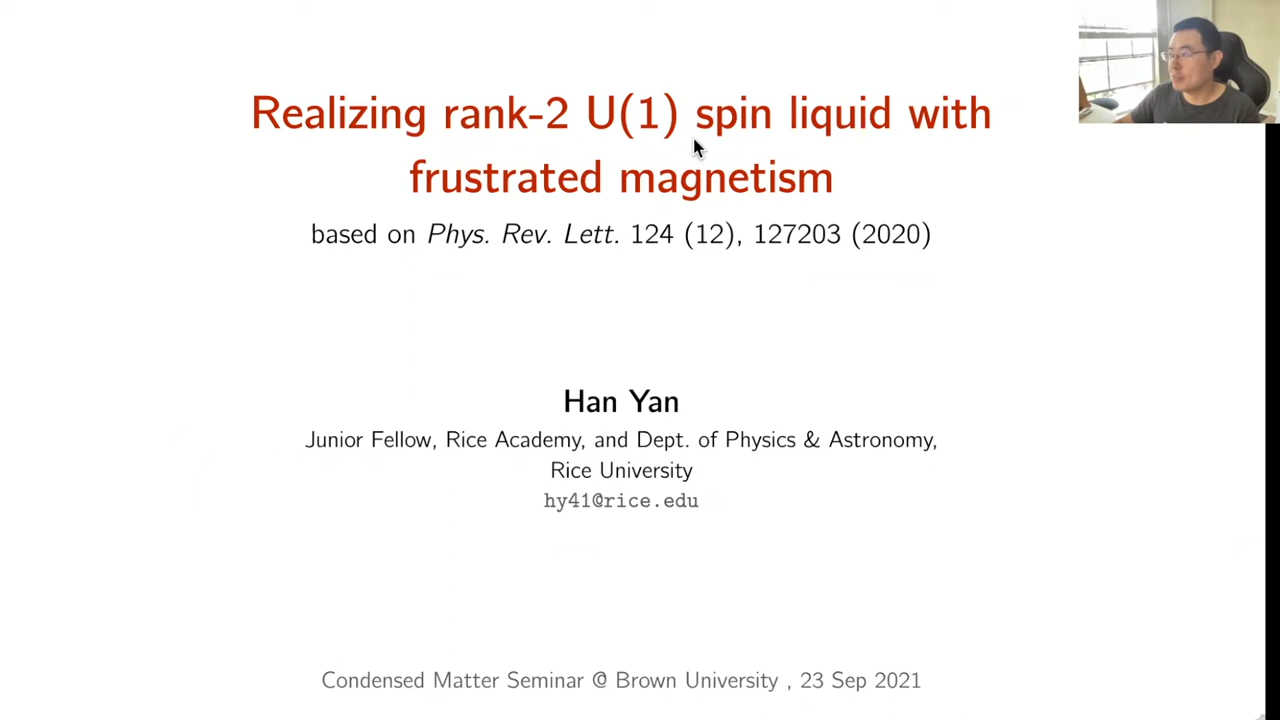 Realizing rank-2 U(1) spin liquid with
frustrated magnetism
based on Phys. Rev. Lett. 124 (12), 127203 (2020)
Han Yan
Junior Fellow, Rice Academy, and Dept. of Physics & Astronomy,
Rice University
hy41@rice.edu
Condensed Matter Seminar @ Brown University , 23 Sep 2021